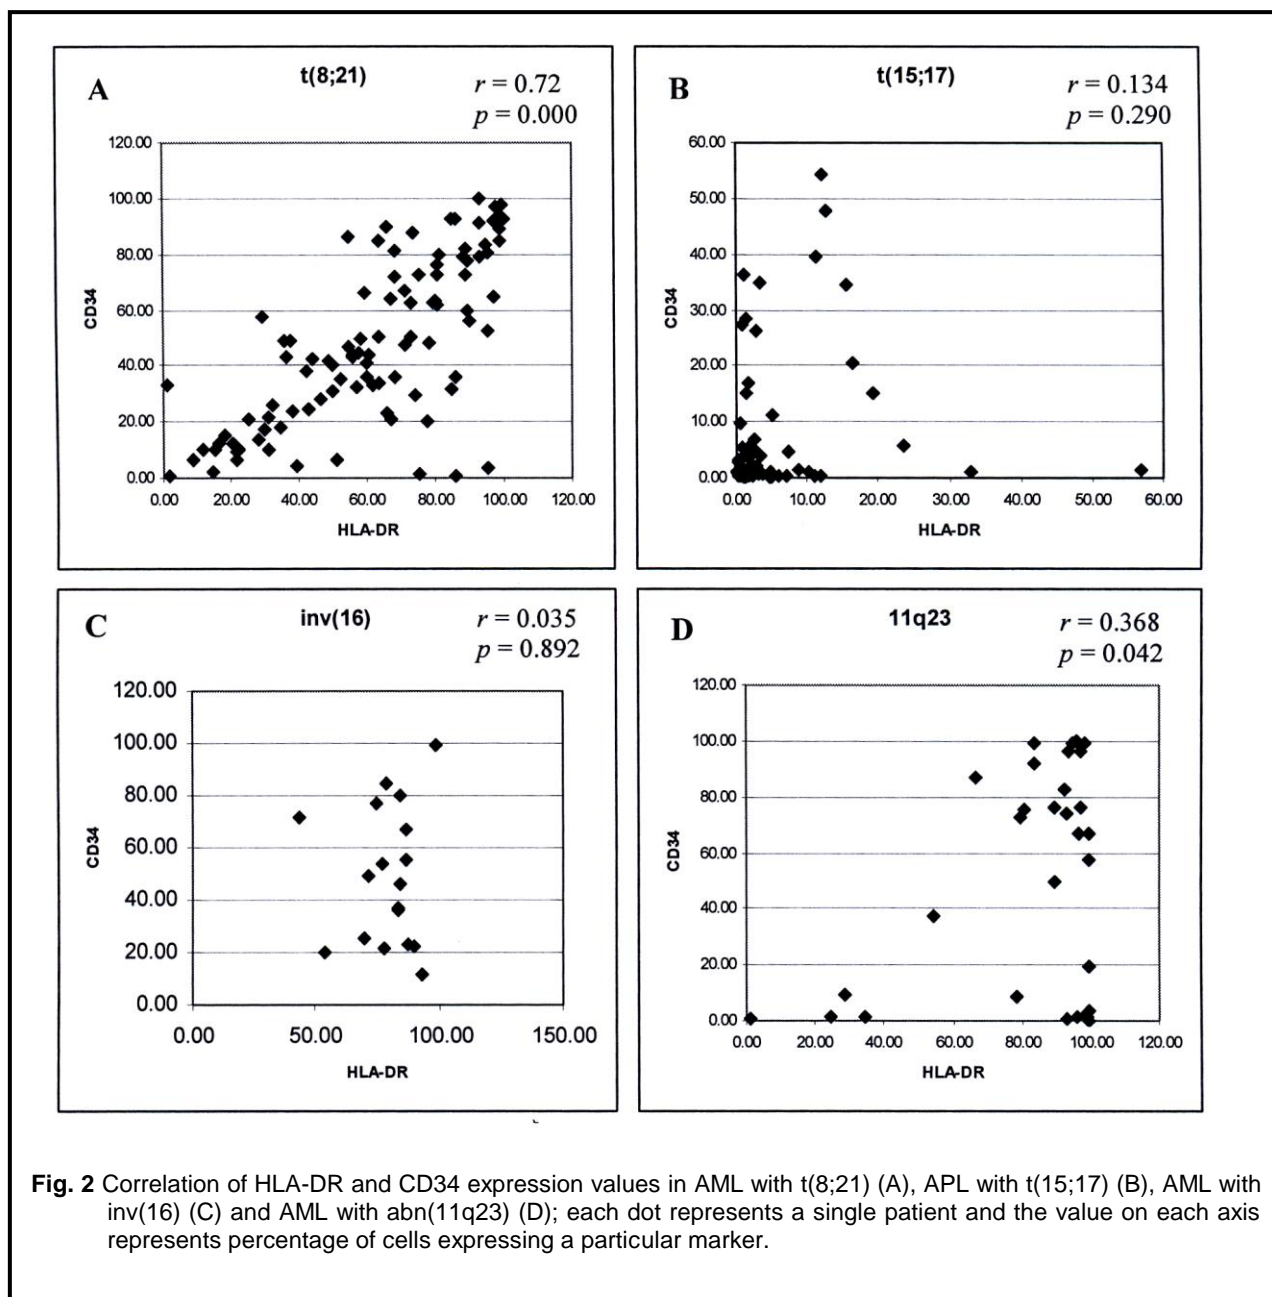 A
t(8;21)
r = 0.72
p = 0.000
120.00
100.00
80.00
60.00
40.00
20.00
0.00
CD34
0.00 20.00 40.00 60.00 80.00 100.00 120.00
HLA-DR
B
t(15;17)
r = 0.134
p = 0.290
60.00
50.00
40.00
30.00
20.00
10.00
0.00
CD34
0.00 10.00 20.00 30.00 40.00 50.00 60.00
HLA-DR
C
inv(16)
r = 0.035
p = 0.892
120.00
100.00
80.00
60.00
40.00
20.00
0.00
CD34
0.00 50.00 100.00 150.00
HLA-DR
D
11q23
r = 0.368
p = 0.042
120.00
100.00
80.00
60.00
40.00
20.00
0.00
CD34
0.00 20.00 40.00 60.00 80.00 100.00 120.00
HLA-DR
Fig. 2 Correlation of HLA-DR and CD34 expression values in AML with t(8;21) (A), APL with t(15;17) (B), AML with
inv(16) (C) and AML with abn(11q23) (D); each dot represents a single patient and the value on each axis
represents percentage of cells expressing a particular marker.